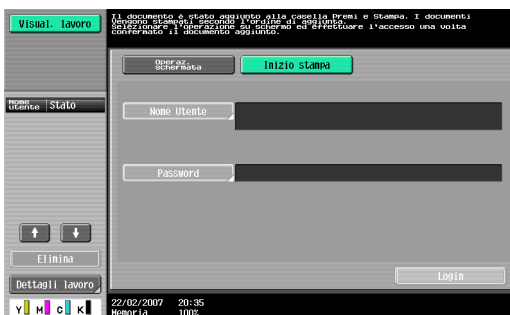 Visual. lavoro
Il documento è stato aggiunto alla casella Premi e Stampa. I documenti
vengono stampati secondo l'ordine di aggiunta.
Selezionare l'operazione su schermo ed effettuare l'accesso una volta
confermato il documento aggiunto.
Operaz.
schermata
Inizio stampa
Nome
utente
Stato
Nome Utente
Password
Elimina
Dettagli lavoro
Login
Y M C K
22/02/2007 20:35
Memoria 100%